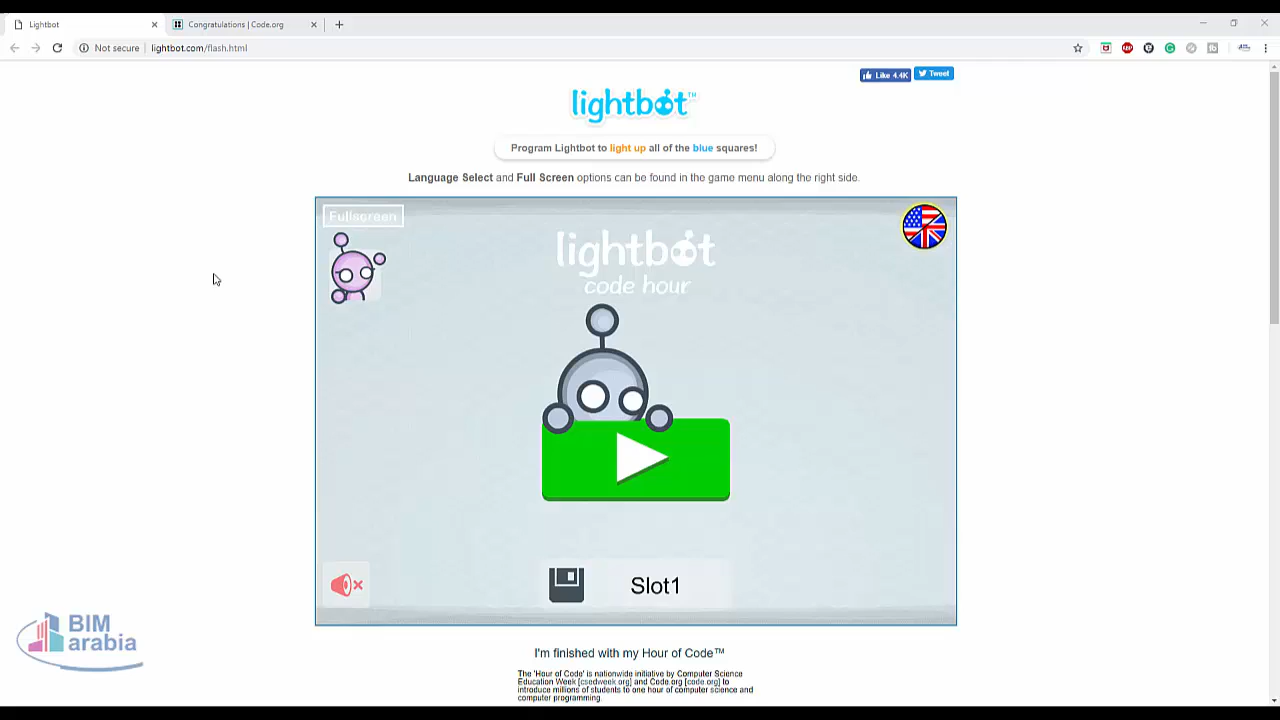 Lightbot
Congratulations | Code.org
Not secure
lightbot.com/flash.html
Like 4.4K
Tweet
lightbot™
Program Lightbot to light up all of the blue squares!
Language Select and Full Screen options can be found in the game menu along the right side.
Fullscreen
lightbot
code hour
Slot1
BIM
arabia
I'm finished with my Hour of Code™
The 'Hour of Code' is nationwide initiative by Computer Science
Education Week [csedweek.org] and Code.org [code.org] to
introduce millions of students to one hour of computer science and
computer programming.